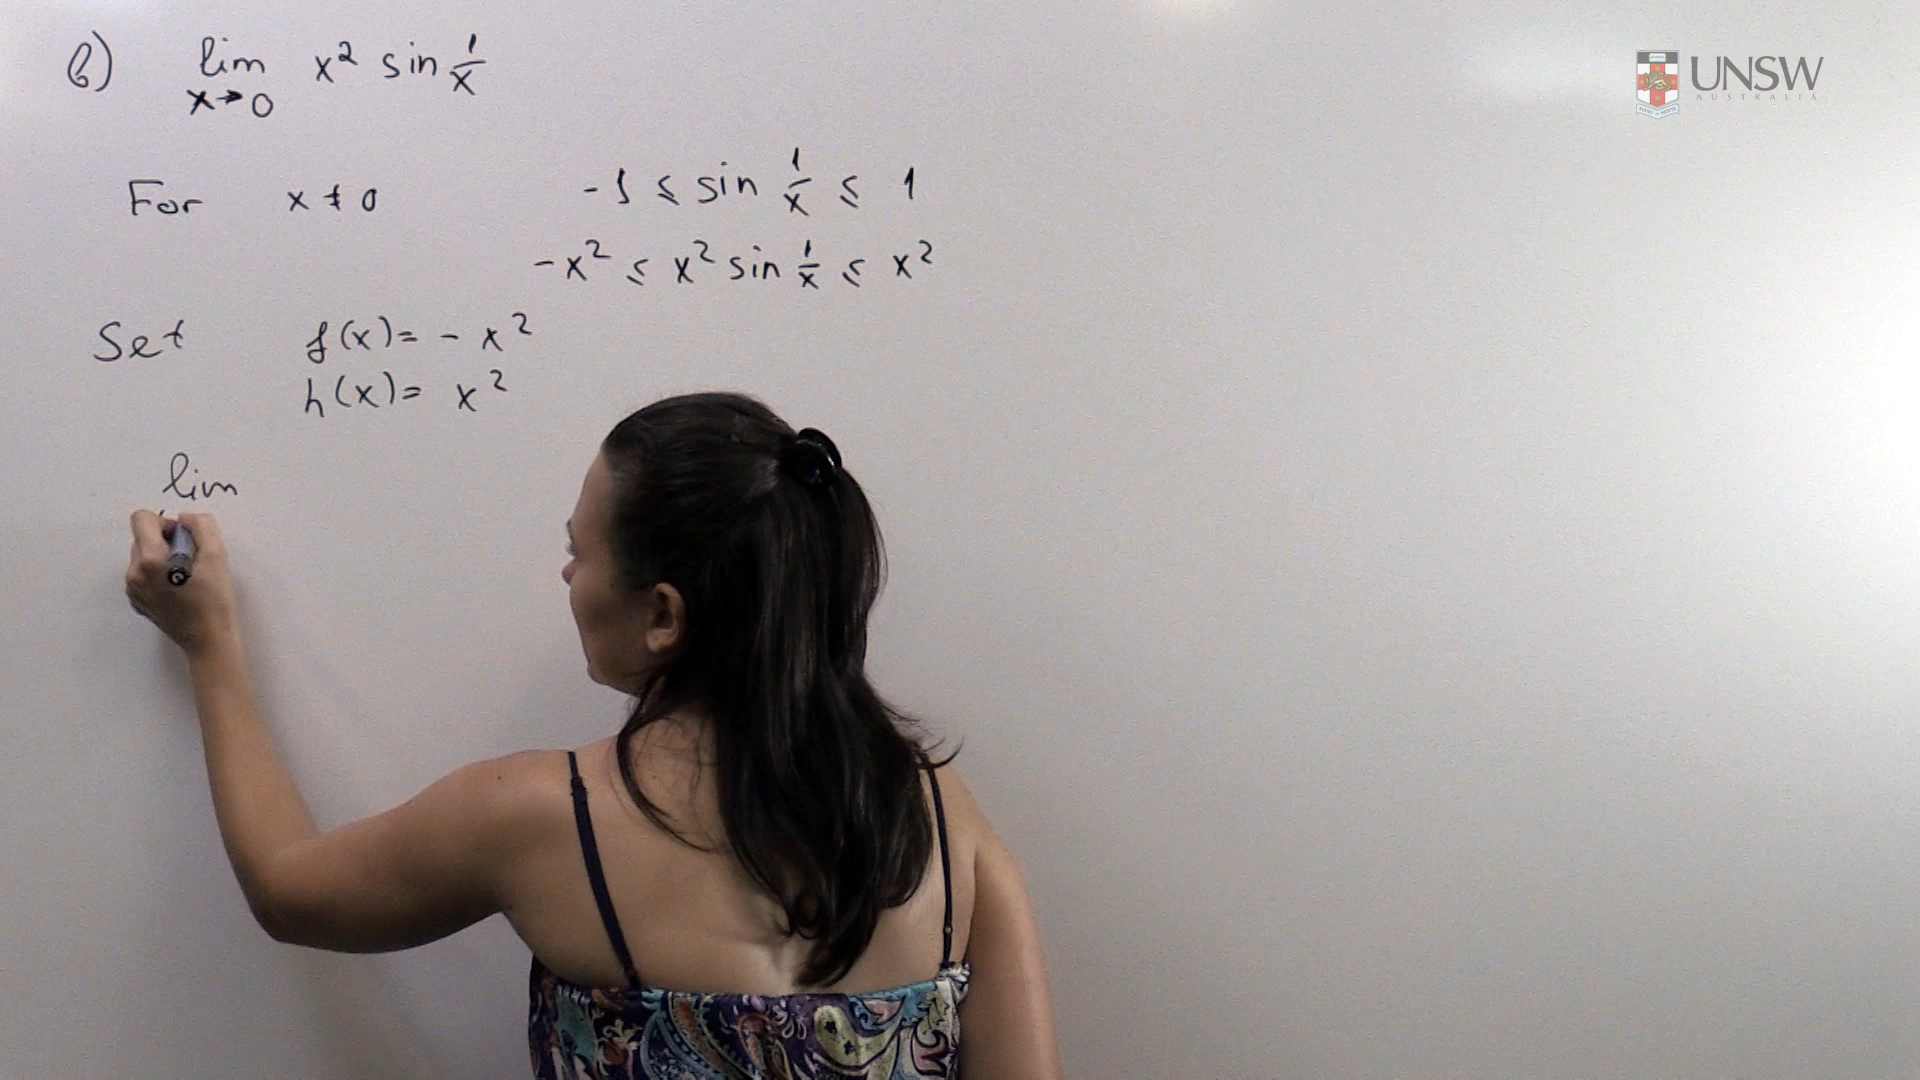 b) lim x→0 x² sin 1/x
UNSW
AUSTRALIA
For x ≠ 0 -1 ≤ sin 1/x ≤ 1
-x² ≤ x² sin 1/x ≤ x²
Set f(x) = - x²
h(x) = x²
lim